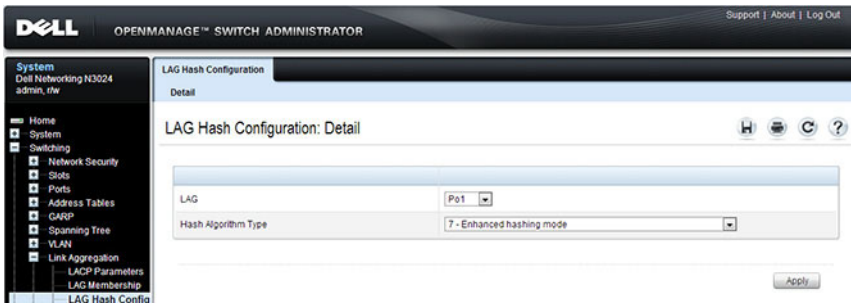 Support | About | Log Out
DELL OPENMANAGE™ SWITCH ADMINISTRATOR
System
Dell Networking N3024
admin, r/w
Home
System
Switching
Network Security
Slots
Ports
Address Tables
GARP
Spanning Tree
VLAN
Link Aggregation
LACP Parameters
LAG Membership
LAG Hash Config
LAG Hash Configuration
Detail
LAG Hash Configuration: Detail
LAG Po1
Hash Algorithm Type 7 - Enhanced hashing mode
Apply